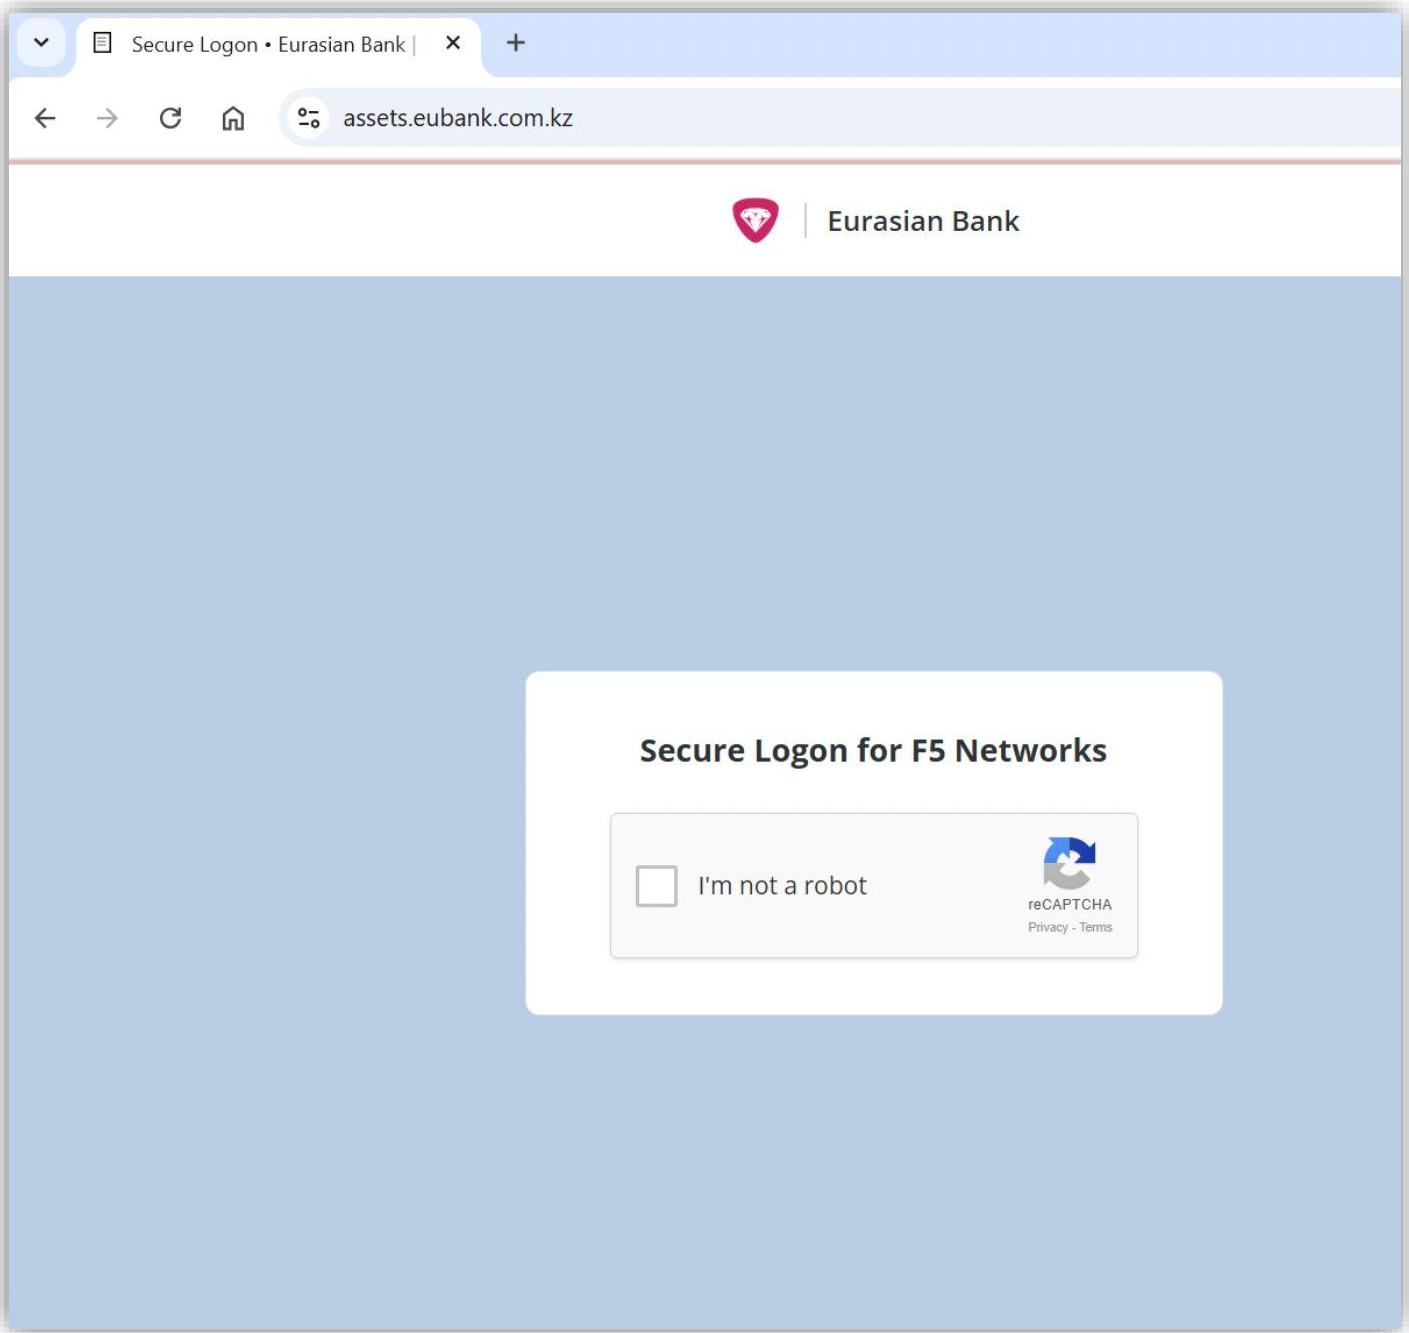 Secure Logon • Eurasian Bank |
assets.eubank.com.kz
Eurasian Bank
Secure Logon for F5 Networks
I'm not a robot
reCAPTCHA
Privacy - Terms